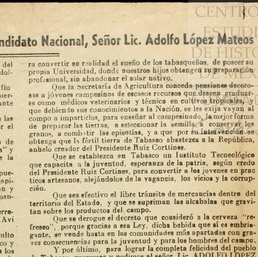 CENTRO
DE HISTO
DE MÉ
ndidato Nacional, Señor Lic. Adolfo López Mateos
ra convertir en realidad el sueño de los tabasqueños, de poseer su
propia Universidad, donde nuestros hijos obtengan su preparación
profesional, sin abandonar el solar nativo.
Que la Secretaría de Agricultura conceda pensiones decoro-
sas a jóvenes campesinos de escasos recursos que deseen graduar-
se como médicos veterinarios y técnico en cultivos tropicales, y
que debiendo sus conocimientos a la Nación, se les exija vayan al
campo a impartirlos, para enseñar al campesinado, la mejor forma
de preparar las tierras, a seleccionar la semilla, a conservar los
granos, a combatir las epizootias, y a que por su intervención se
obtenga que la fértil tierra de Tabasco abastezca a la República,
anhelo creador del Presidente Ruiz Cortines.
Que se establezca en Tabasco un Instituto Tecnológico
que capacite a la juventud, esperanza de la patria, según credo
del Presidente Ruiz Cortines, para convertir a los jóvenes en prac-
ticos artesanos, alejándolos de la vagancia, los vicios y la corrup-
ción.
Que sea efectivo el libre tránsito de mercancías dentro del
territorio del Estado, y que se supriman las alcabalas que gravi-
tan sobre los productos del campo.
Que se derogue el decreto que consideró a la cerveza "re-
fresco", porque gracias a esa Ley, dicha bebida que sí es embria-
gante, se vende hasta en las comunidades más apartadas con gra-
ves consecuencias para la juventud y para los hombres del campo.
Y por último, para lograr la completa felicidad del pueblo
Lic. ADOLFO LÓPEZ